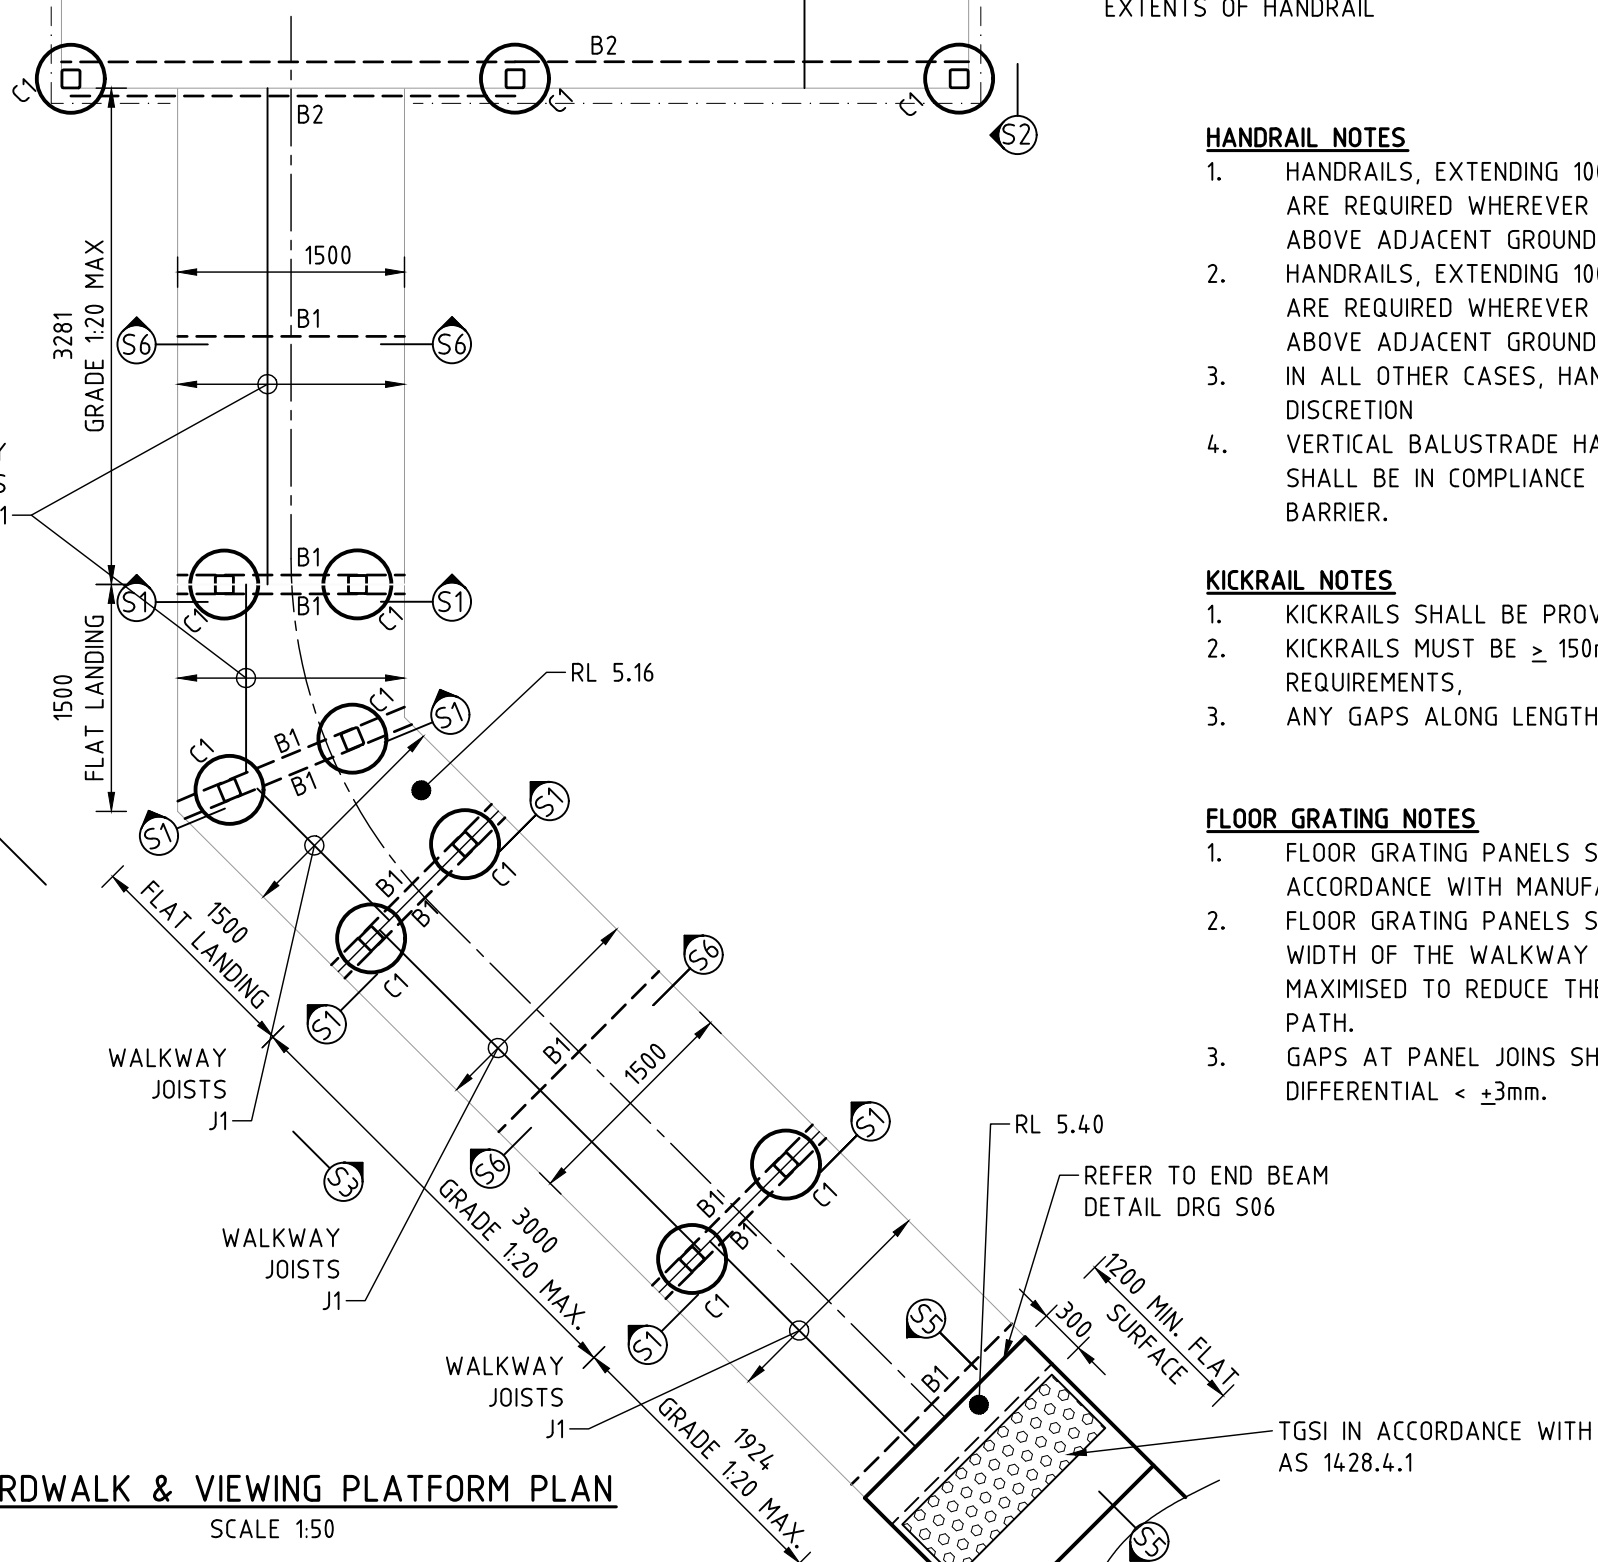 EXTENTS OF HANDRAIL
B2
C1
C1
C1
B2
S2
1500
3281
GRADE 1:20 MAX
B1
S6
S6
B1
B1
S1
S1
C1
C1
1500
FLAT LANDING
RL 5.16
C1
C1
B1
B1
S1
S1
S1
C1
B1
B1
C1
S1
1500
FLAT LANDING
WALKWAY
JOISTS
J1
S6
B1
1500
S6
S3
3000
GRADE 1:20 MAX.
WALKWAY
JOISTS
J1
S1
C1
B1
B1
C1
S1
WALKWAY
JOISTS
J1
1924
GRADE 1:20 MAX.
S5
B1
RL 5.40
REFER TO END BEAM
DETAIL DRG S06
1200 MIN. FLAT
SURFACE
300
TGSI IN ACCORDANCE WITH
AS 1428.4.1
S5
RDWALK & VIEWING PLATFORM PLAN
SCALE 1:50
HANDRAIL NOTES
1. HANDRAILS, EXTENDING 10
ARE REQUIRED WHEREVER
ABOVE ADJACENT GROUND
2. HANDRAILS, EXTENDING 10
ARE REQUIRED WHEREVER
ABOVE ADJACENT GROUND
3. IN ALL OTHER CASES, HAN
DISCRETION
4. VERTICAL BALUSTRADE HA
SHALL BE IN COMPLIANCE
BARRIER.
KICKRAIL NOTES
1. KICKRAILS SHALL BE PROV
2. KICKRAILS MUST BE ≥ 150
REQUIREMENTS,
3. ANY GAPS ALONG LENGTH
FLOOR GRATING NOTES
1. FLOOR GRATING PANELS S
ACCORDANCE WITH MANUFA
2. FLOOR GRATING PANELS S
WIDTH OF THE WALKWAY
MAXIMISED TO REDUCE THE
PATH.
3. GAPS AT PANEL JOINS SH
DIFFERENTIAL < ±3mm.